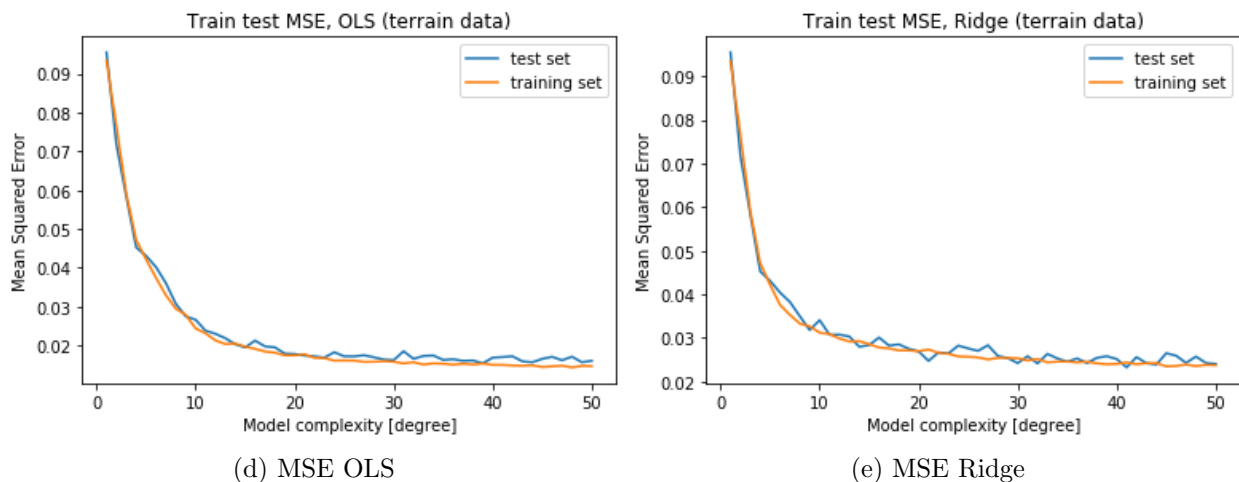 Train test MSE, OLS (terrain data)
test set
training set
Mean Squared Error
0.09
0.08
0.07
0.06
0.05
0.04
0.03
0.02
0 10 20 30 40 50
Model complexity [degree]
(d) MSE OLS
Train test MSE, Ridge (terrain data)
test set
training set
Mean Squared Error
0.09
0.08
0.07
0.06
0.05
0.04
0.03
0.02
0 10 20 30 40 50
Model complexity [degree]
(e) MSE Ridge